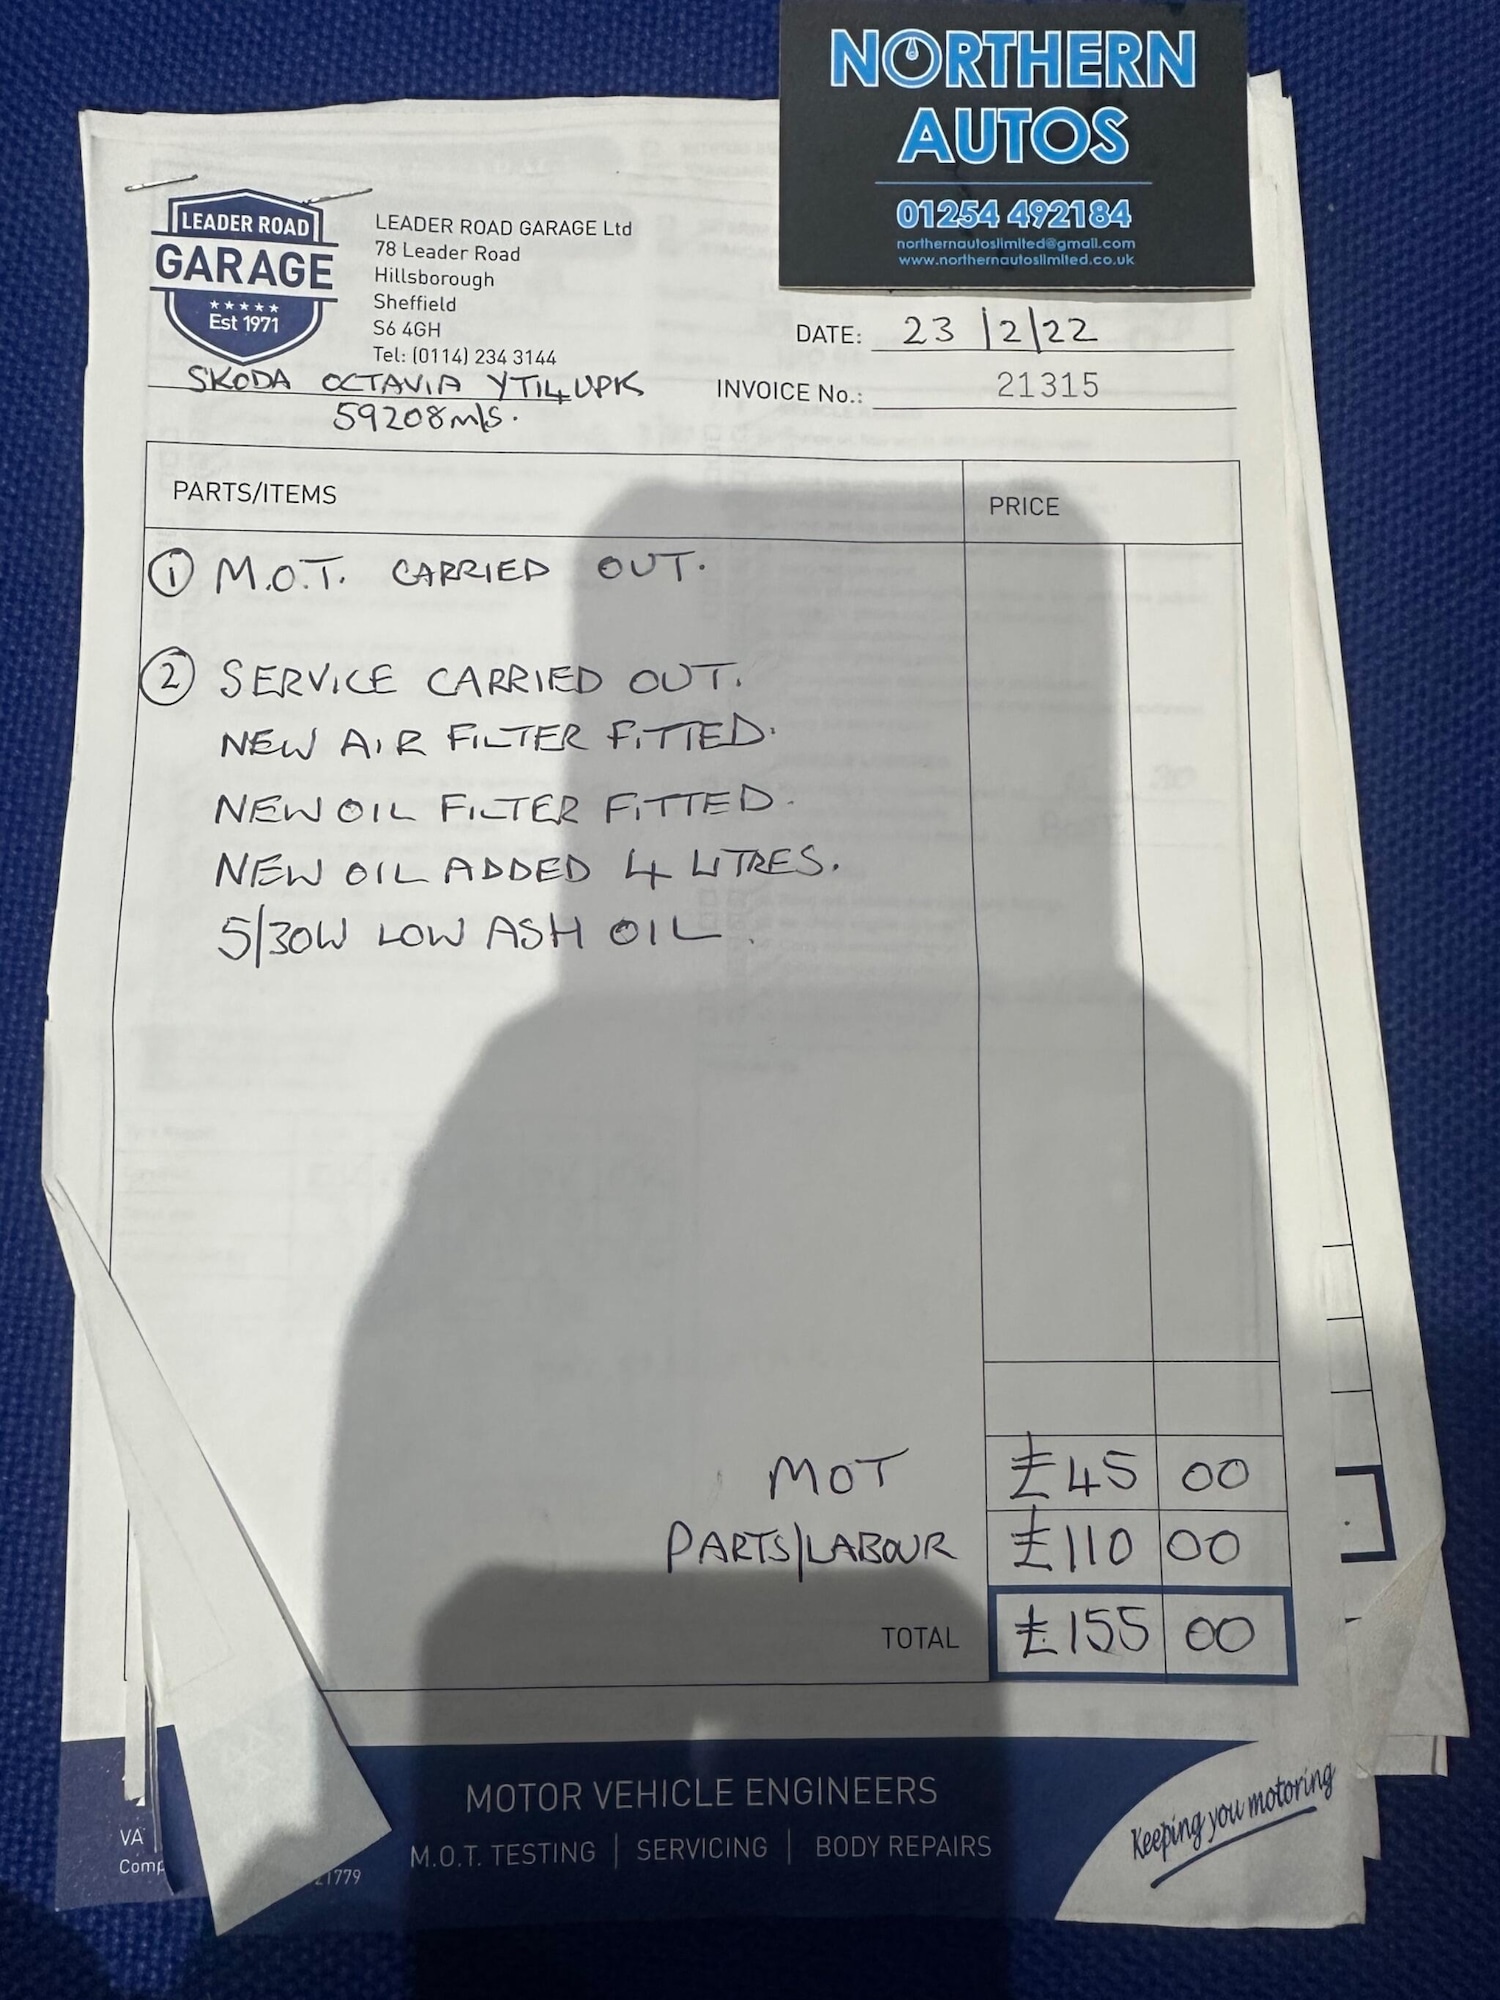 NORTHERN
AUTOS
01254 492184
northernautoslimited@gmail.com
www.northernautoslimited.co.uk
LEADER ROAD
GARAGE
Est 1971
LEADER ROAD GARAGE Ltd
78 Leader Road
Hillsborough
Sheffield
S6 4GH
Tel: (0114) 234 3144
DATE: 23/2/22
SKODA OCTAVIA YT14UPK
59208m/s.
INVOICE No.: 21315
PARTS/ITEMS PRICE
① M.O.T. CARRIED OUT.
② SERVICE CARRIED OUT.
NEW AIR FILTER FITTED.
NEW OIL FILTER FITTED.
NEW OIL ADDED 4 LITRES.
5/30W LOW ASH OIL.
MOT £45 00
PARTS/LABOUR £110 00
TOTAL £155 00
MOTOR VEHICLE ENGINEERS
M.O.T. TESTING | SERVICING | BODY REPAIRS
Keeping you motoring
VA
Comp
1779